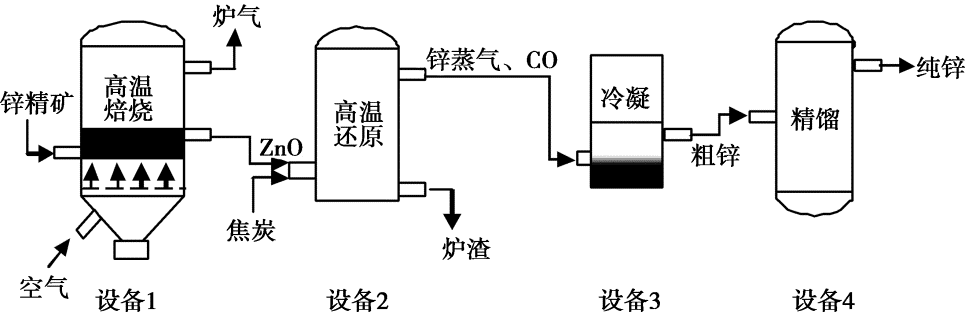 炉气
锌精矿
高温
焙烧
空气
设备1
ZnO
焦炭
高温
还原
炉渣
设备2
锌蒸气、CO
冷凝
粗锌
设备3
精馏
纯锌
设备4